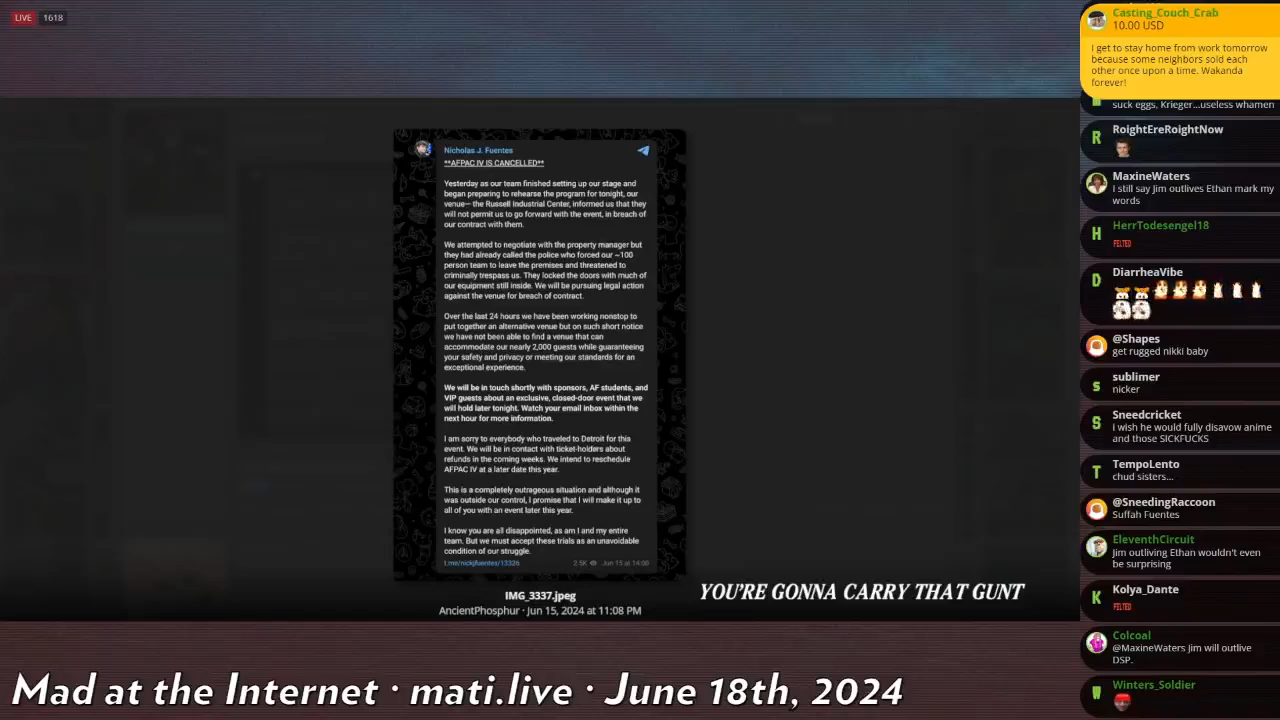 LIVE 1618
Nicholas J. Fuentes
**AFPAC IV IS CANCELLED**
Yesterday as our team finished setting up our stage and
began preparing to rehearse the program for tonight, our
venue— the Russell Industrial Center, informed us that they
will not permit us to go forward with the event, in breach of
our contract with them.
We attempted to negotiate with the property manager but
they had already called the police who forced our ~100
person team to leave the premises and threatened to
criminally trespass us. They locked the doors with much of
our equipment still inside. We will be pursuing legal action
against the venue for breach of contract.
Over the last 24 hours we have been working nonstop to
put together an alternative venue but on such short notice
we have not been able to find a venue that can
accommodate our nearly 2,000 guests while guaranteeing
your safety and privacy or meeting our standards for an
exceptional experience.
We will be in touch shortly with sponsors, AF students, and
VIP guests about an exclusive, closed-door event that we
will hold later tonight. Watch your email inbox within the
next hour for more information.
I am sorry to everybody who traveled to Detroit for this
event. We will be in contact with ticket-holders about
refunds in the coming weeks. We intend to reschedule
AFPAC IV at a later date this year.
This is a completely outrageous situation and although it
was outside our control, I promise that I will make it up to
all of you with an event later this year.
I know you are all disappointed, as am I and my entire
team. But we must accept these trials as an unavoidable
condition of our struggle.
t.me/nickjfuentes/13326 2.5K Jun 15 at 14:00
IMG_3337.jpeg
AncientPhosphur · Jun 15, 2024 at 11:08 PM
YOU'RE GONNA CARRY THAT GUNT
Mad at the Internet · mati.live · June 18th, 2024
Casting_Couch_Crab
10.00 USD
I get to stay home from work tomorrow
because some neighbors sold each
other once upon a time. Wakanda
forever!
suck eggs, Krieger...useless whamen
R RoightEreRoightNow
MaxineWaters
I still say Jim outlives Ethan mark my
words
H HerrTodesengel18
FELTED
D DiarrheaVibe
@Shapes
get rugged nikki baby
s sublimer
nicker
S Sneedcricket
I wish he would fully disavow anime
and those SICKFUCKS
T TempoLento
chud sisters...
@SneedingRaccoon
Suffah Fuentes
EleventhCircuit
Jim outliving Ethan wouldn't even
be surprising
K Kolya_Dante
FELTED
Colcoal
@MaxineWaters Jim will outlive
DSP.
W Winters_Soldier